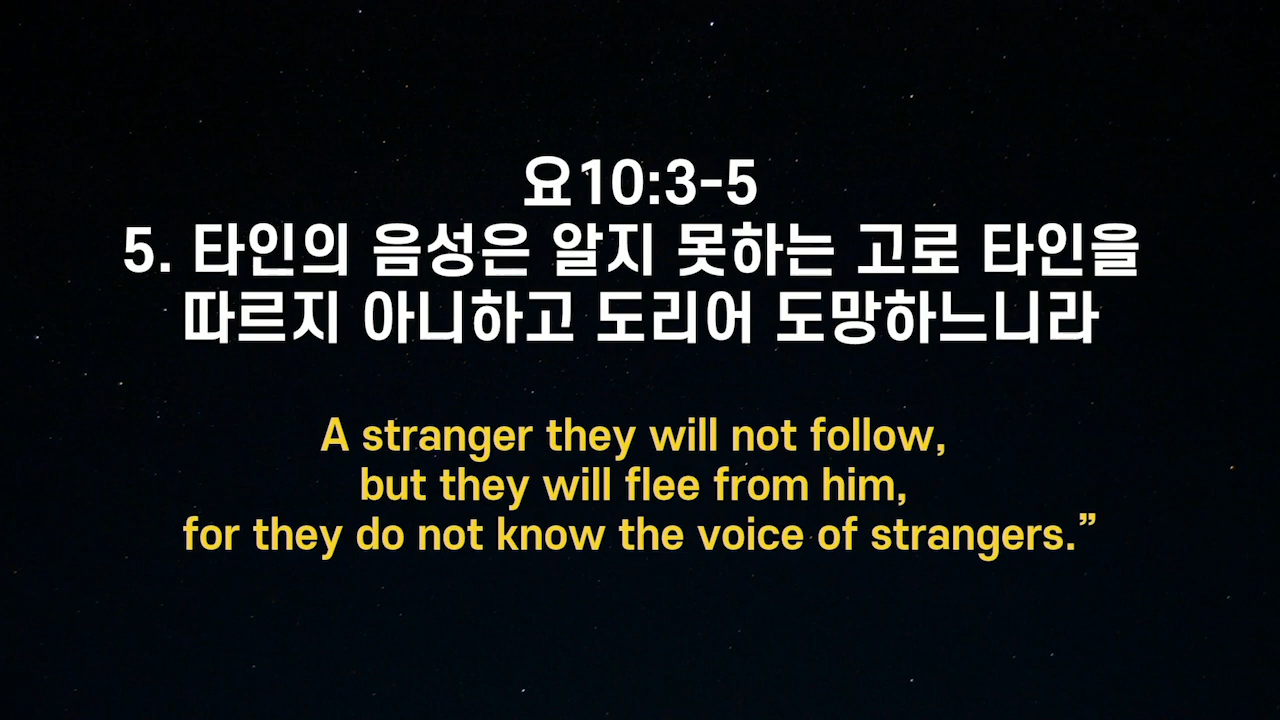 요10:3-5
5. 타인의 음성은 알지 못하는 고로 타인을
따르지 아니하고 도리어 도망하느니라
A stranger they will not follow,
but they will flee from him,
for they do not know the voice of strangers.”